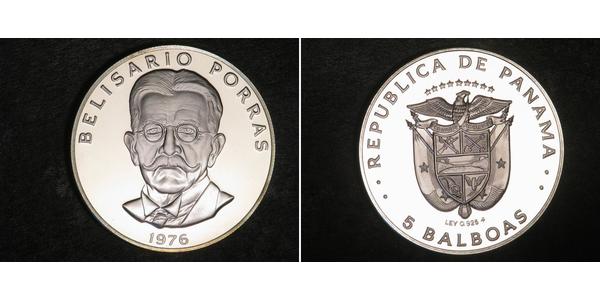 BELISARIO PORRAS
1976
REPUBLICA DE PANAMA
LEY 0.925
5 BALBOAS